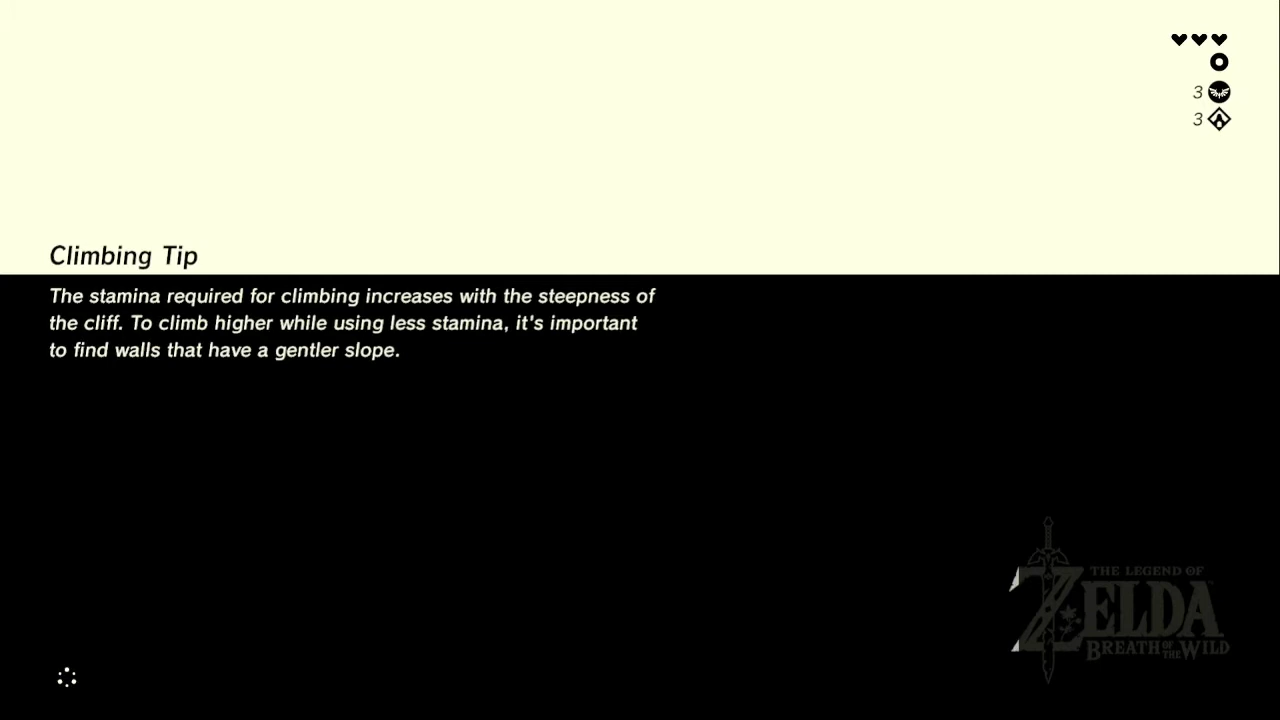 3
3
Climbing Tip
The stamina required for climbing increases with the steepness of
the cliff. To climb higher while using less stamina, it's important
to find walls that have a gentler slope.
THE LEGEND OF
ZELDA
BREATH OF THE WILD